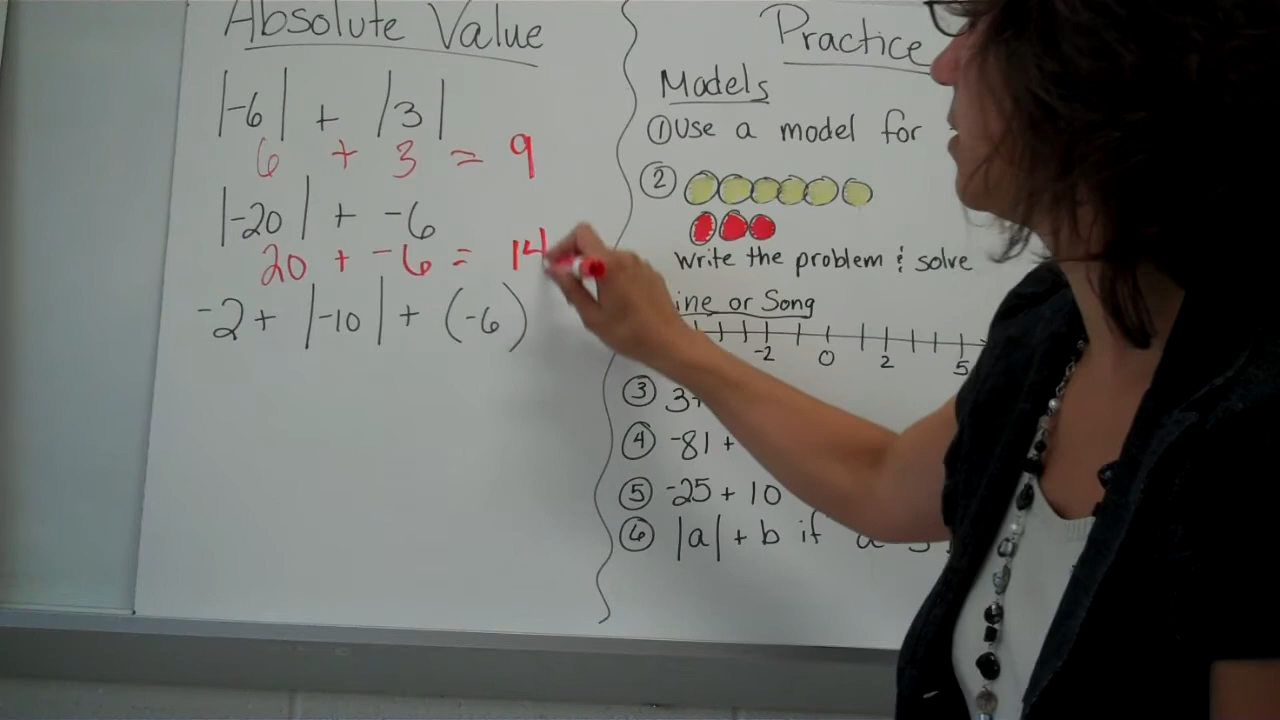 Absolute Value
|-6| + |3|
6 + 3 = 9
|-20| + -6
20 + -6 = 14
-2 + |-10| + (-6)
Practice
Models
① Use a model for
②
write the problem & solve
ine or Song
-2 0 2 5
③ 3+
④ -81 +
⑤ -25 + 10
⑥ |a| + b if a